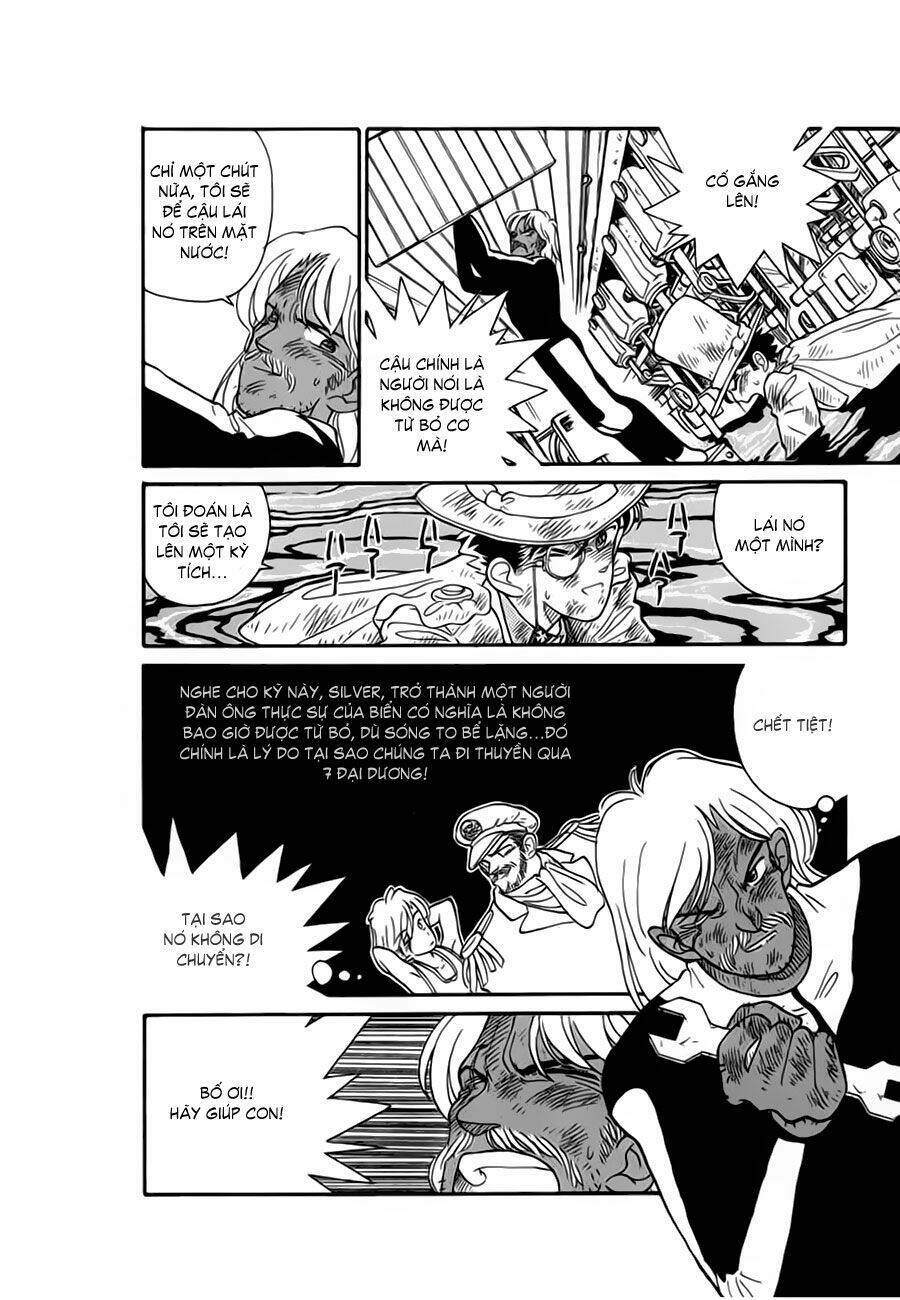 CỐ GẮNG
LÊN!
CẬU CHÍNH LÀ
NGƯỜI NÓI LÀ
KHÔNG ĐƯỢC
TỪ BỎ CƠ
MÀ!
CHỈ MỘT CHÚT
NỮA, TÔI SẼ
ĐỂ CẬU LÁI
NÓ TRÊN MẶT
NƯỚC!
LÁI NÓ
MỘT MÌNH?
TÔI ĐOÁN LÀ
TÔI SẼ TẠO
LÊN MỘT KỲ
TÍCH...
CHẾT TIỆT!
NGHE CHO KỸ NÀY, SILVER, TRỞ THÀNH MỘT NGƯỜI
ĐÀN ÔNG THỰC SỰ CỦA BIỂN CÓ NGHĨA LÀ KHÔNG
BAO GIỜ ĐƯỢC TỪ BỎ, DÙ SÓNG TO BỂ LẶNG...ĐÓ
CHÍNH LÀ LÝ DO TẠI SAO CHÚNG TA ĐI THUYỀN QUA
7 ĐẠI DƯƠNG!
TẠI SAO
NÓ KHÔNG DI
CHUYỂN?!
BỐ ƠI!!
HÃY GIÚP CON!